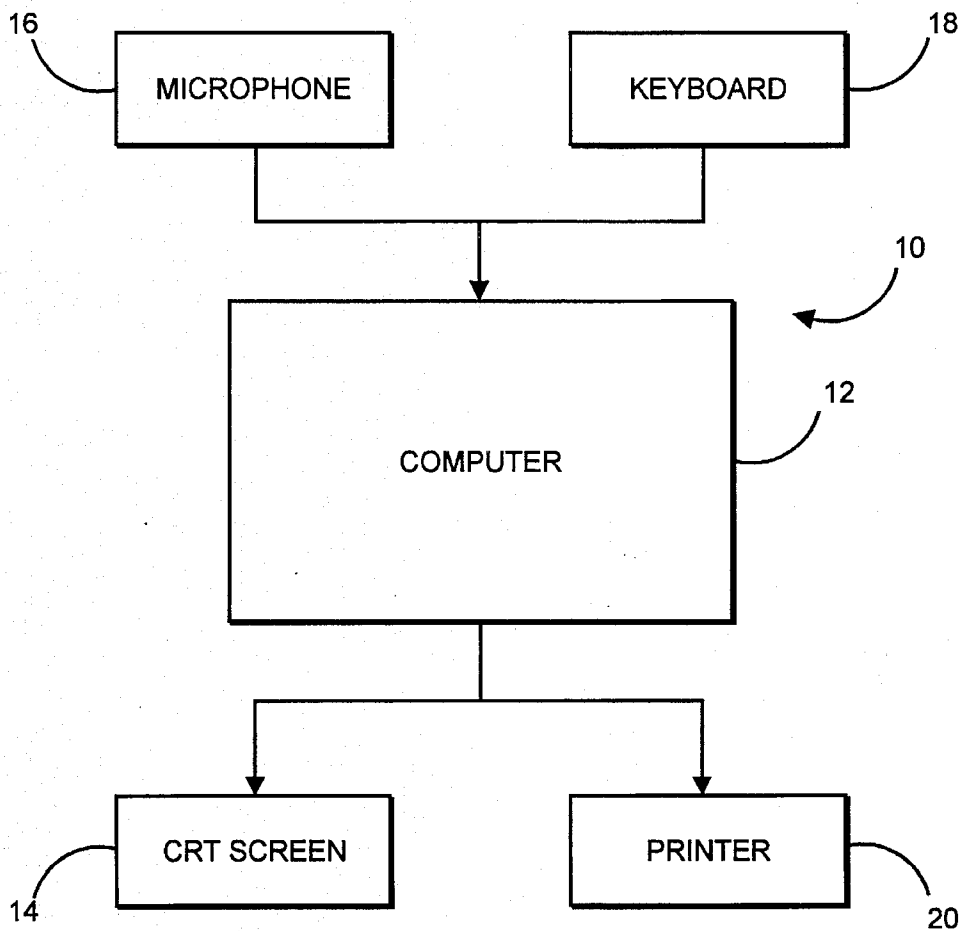 16
18
MICROPHONE
KEYBOARD
10
12
COMPUTER
CRT SCREEN
PRINTER
14
20